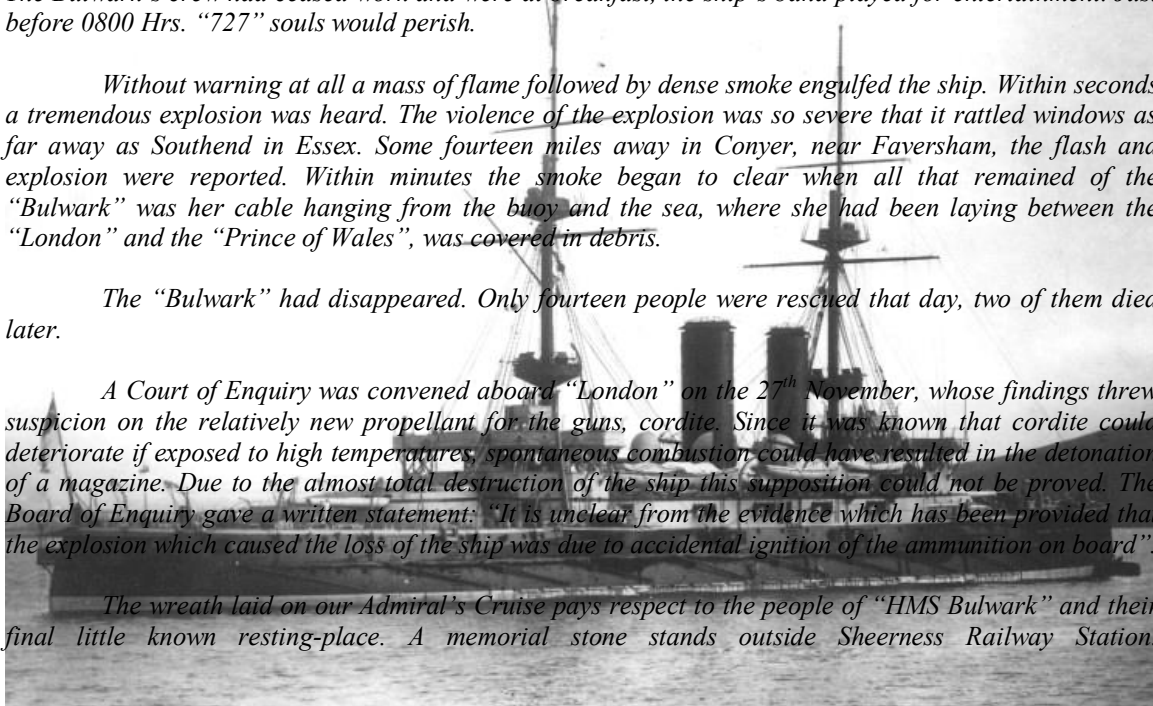 The Bulwark's crew had ceased work and were at breakfast, the ship's band played for entertainment. Just
before 0800 Hrs. “727” souls would perish.
Without warning at all a mass of flame followed by dense smoke engulfed the ship. Within seconds
a tremendous explosion was heard. The violence of the explosion was so severe that it rattled windows as
far away as Southend in Essex. Some fourteen miles away in Conyer, near Faversham, the flash and
explosion were reported. Within minutes the smoke began to clear when all that remained of the
“Bulwark” was her cable hanging from the buoy and the sea, where she had been laying between the
“London” and the “Prince of Wales”, was covered in debris.
The “Bulwark” had disappeared. Only fourteen people were rescued that day, two of them died
later.
A Court of Enquiry was convened aboard “London” on the 27th November, whose findings threw
suspicion on the relatively new propellant for the guns, cordite. Since it was known that cordite could
deteriorate if exposed to high temperatures, spontaneous combustion could have resulted in the detonation
of a magazine. Due to the almost total destruction of the ship this supposition could not be proved. The
Board of Enquiry gave a written statement: “It is unclear from the evidence which has been provided that
the explosion which caused the loss of the ship was due to accidental ignition of the ammunition on board”.
The wreath laid on our Admiral’s Cruise pays respect to the people of “HMS Bulwark” and their
final little known resting-place. A memorial stone stands outside Sheerness Railway Station.